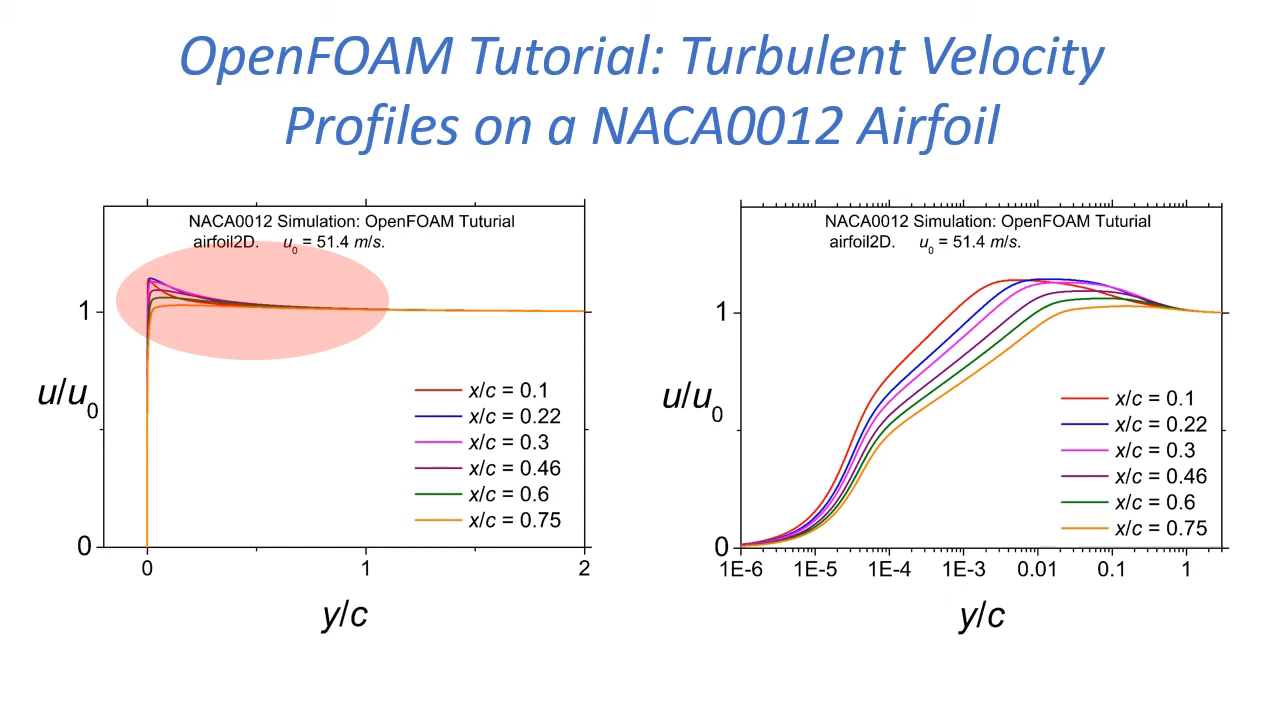 OpenFOAM Tutorial: Turbulent Velocity
Profiles on a NACA0012 Airfoil
NACA0012 Simulation: OpenFOAM Tuturial
airfoil2D. u0 = 51.4 m/s.
1
u/u0
x/c = 0.1
x/c = 0.22
x/c = 0.3
x/c = 0.46
x/c = 0.6
x/c = 0.75
0
0 1 2
y/c
NACA0012 Simulation: OpenFOAM Tuturial
airfoil2D. u0 = 51.4 m/s.
1
u/u0
x/c = 0.1
x/c = 0.22
x/c = 0.3
x/c = 0.46
x/c = 0.6
x/c = 0.75
0
1E-6 1E-5 1E-4 1E-3 0.01 0.1 1
y/c